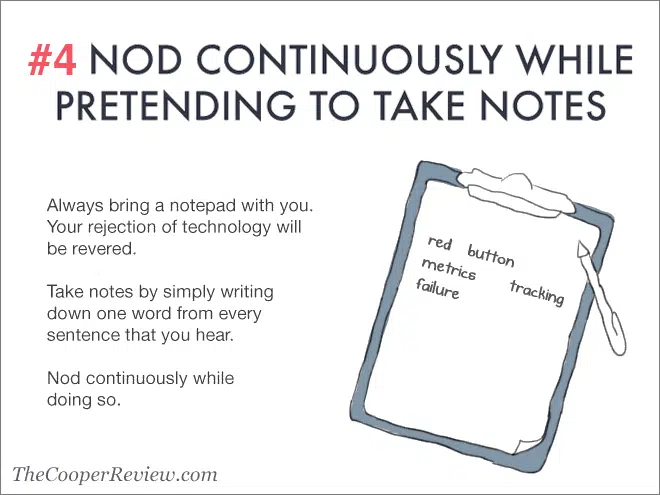 #4 NOD CONTINUOUSLY WHILE
PRETENDING TO TAKE NOTES
Always bring a notepad with you.
Your rejection of technology will
be revered.
Take notes by simply writing
down one word from every
sentence that you hear.
Nod continuously while
doing so.
red button
metrics
tracking
failure
TheCooperReview.com